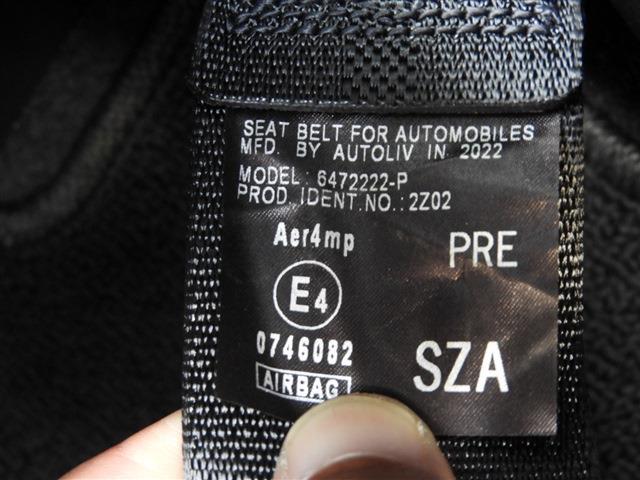 SEAT BELT FOR AUTOMOBILES
MFD. BY AUTOLIV IN 2022
MODEL : 6472222-P
PROD. IDENT.NO.:2Z02
Aer4mp
PRE
E4
0746082
SZA
AIRBAG